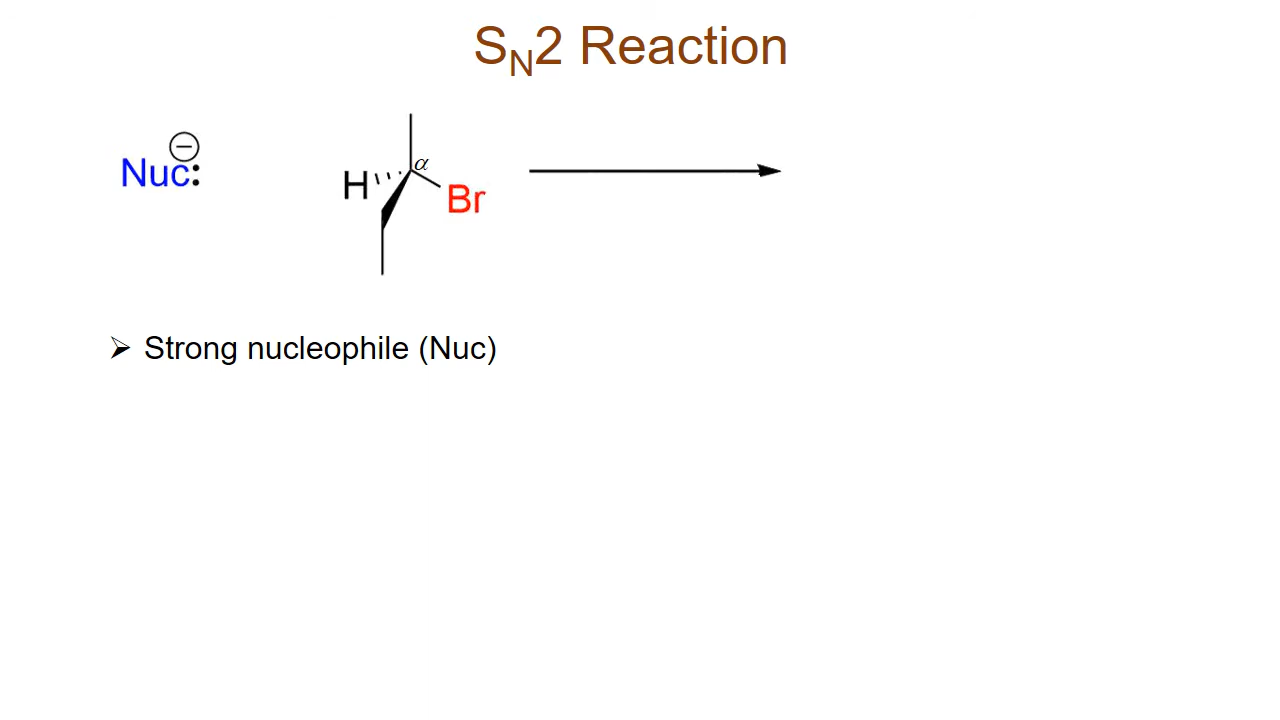 SN2 Reaction
Nuc:
⊖
H
α
Br
➢ Strong nucleophile (Nuc)